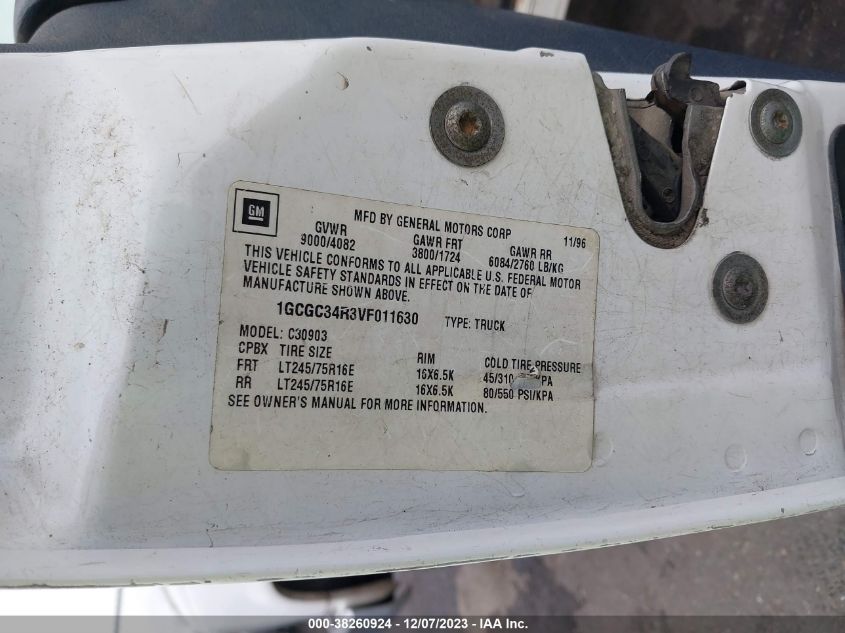 GM
MFD BY GENERAL MOTORS CORP 11/96
GVWR GAWR FRT GAWR RR
9000/4082 3800/1724 6084/2760 LB/KG
THIS VEHICLE CONFORMS TO ALL APPLICABLE U.S. FEDERAL MOTOR
VEHICLE SAFETY STANDARDS IN EFFECT ON THE DATE OF
MANUFACTURE SHOWN ABOVE.
1GCGC34R3VF011630 TYPE: TRUCK
MODEL: C30903
CPBX TIRE SIZE RIM COLD TIRE PRESSURE
FRT LT245/75R16E 16X6.5K 45/310
RR LT245/75R16E 16X6.5K 80/550 PSI/KPA
SEE OWNER'S MANUAL FOR MORE INFORMATION.
000-38260924 - 12/07/2023 - IAA Inc.